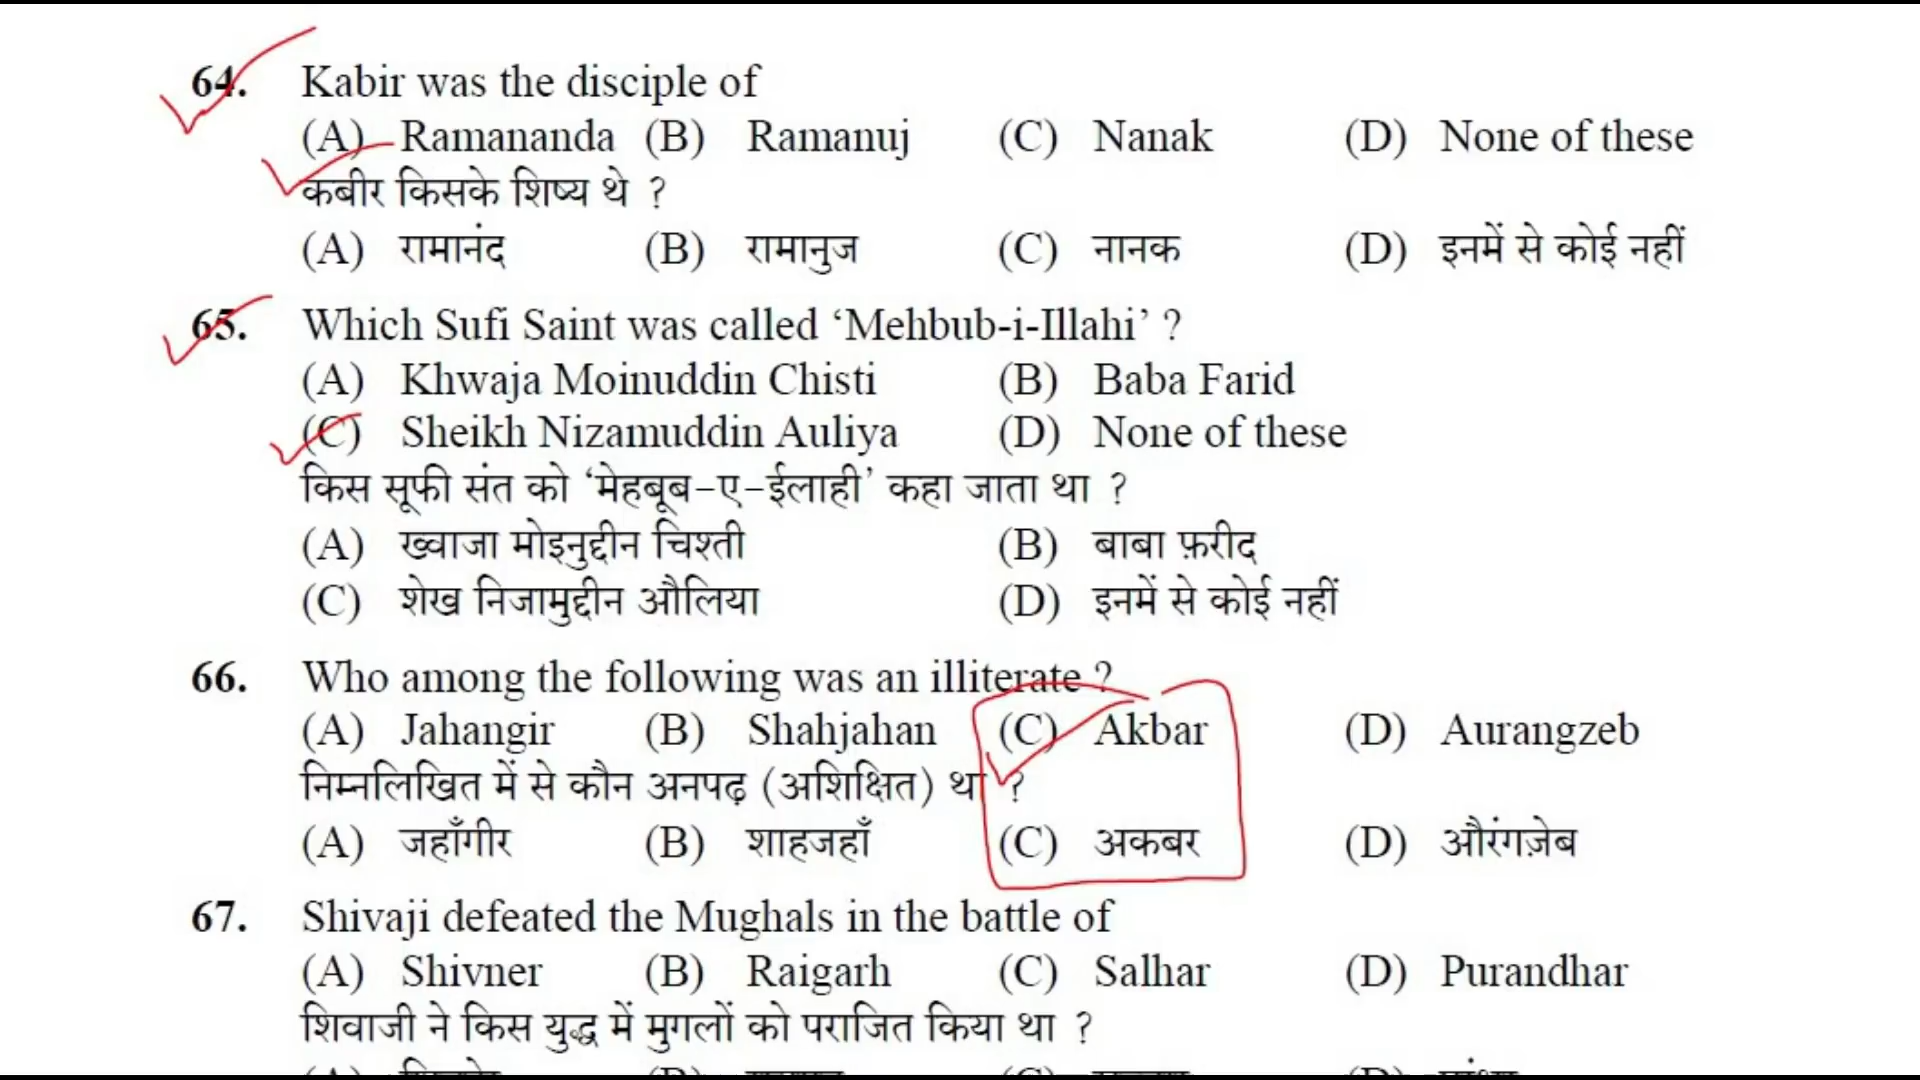 64. Kabir was the disciple of
(A) Ramananda (B) Ramanuj (C) Nanak (D) None of these
कबीर किसके शिष्य थे ?
(A) रामानंद (B) रामानुज (C) नानक (D) इनमें से कोई नहीं
65. Which Sufi Saint was called ‘Mehbub-i-Illahi’ ?
(A) Khwaja Moinuddin Chisti (B) Baba Farid
(C) Sheikh Nizamuddin Auliya (D) None of these
किस सूफी संत को ‘मेहबूब-ए-ईलाही’ कहा जाता था ?
(A) ख्वाजा मोइनुद्दीन चिश्ती (B) बाबा फ़रीद
(C) शेख निजामुद्दीन औलिया (D) इनमें से कोई नहीं
66. Who among the following was an illiterate ?
(A) Jahangir (B) Shahjahan (C) Akbar (D) Aurangzeb
निम्नलिखित में से कौन अनपढ़ (अशिक्षित) था ?
(A) जहाँगीर (B) शाहजहाँ (C) अकबर (D) औरंगज़ेब
67. Shivaji defeated the Mughals in the battle of
(A) Shivner (B) Raigarh (C) Salhar (D) Purandhar
शिवाजी ने किस युद्ध में मुगलों को पराजित किया था ?
(A) (B) (C) (D)